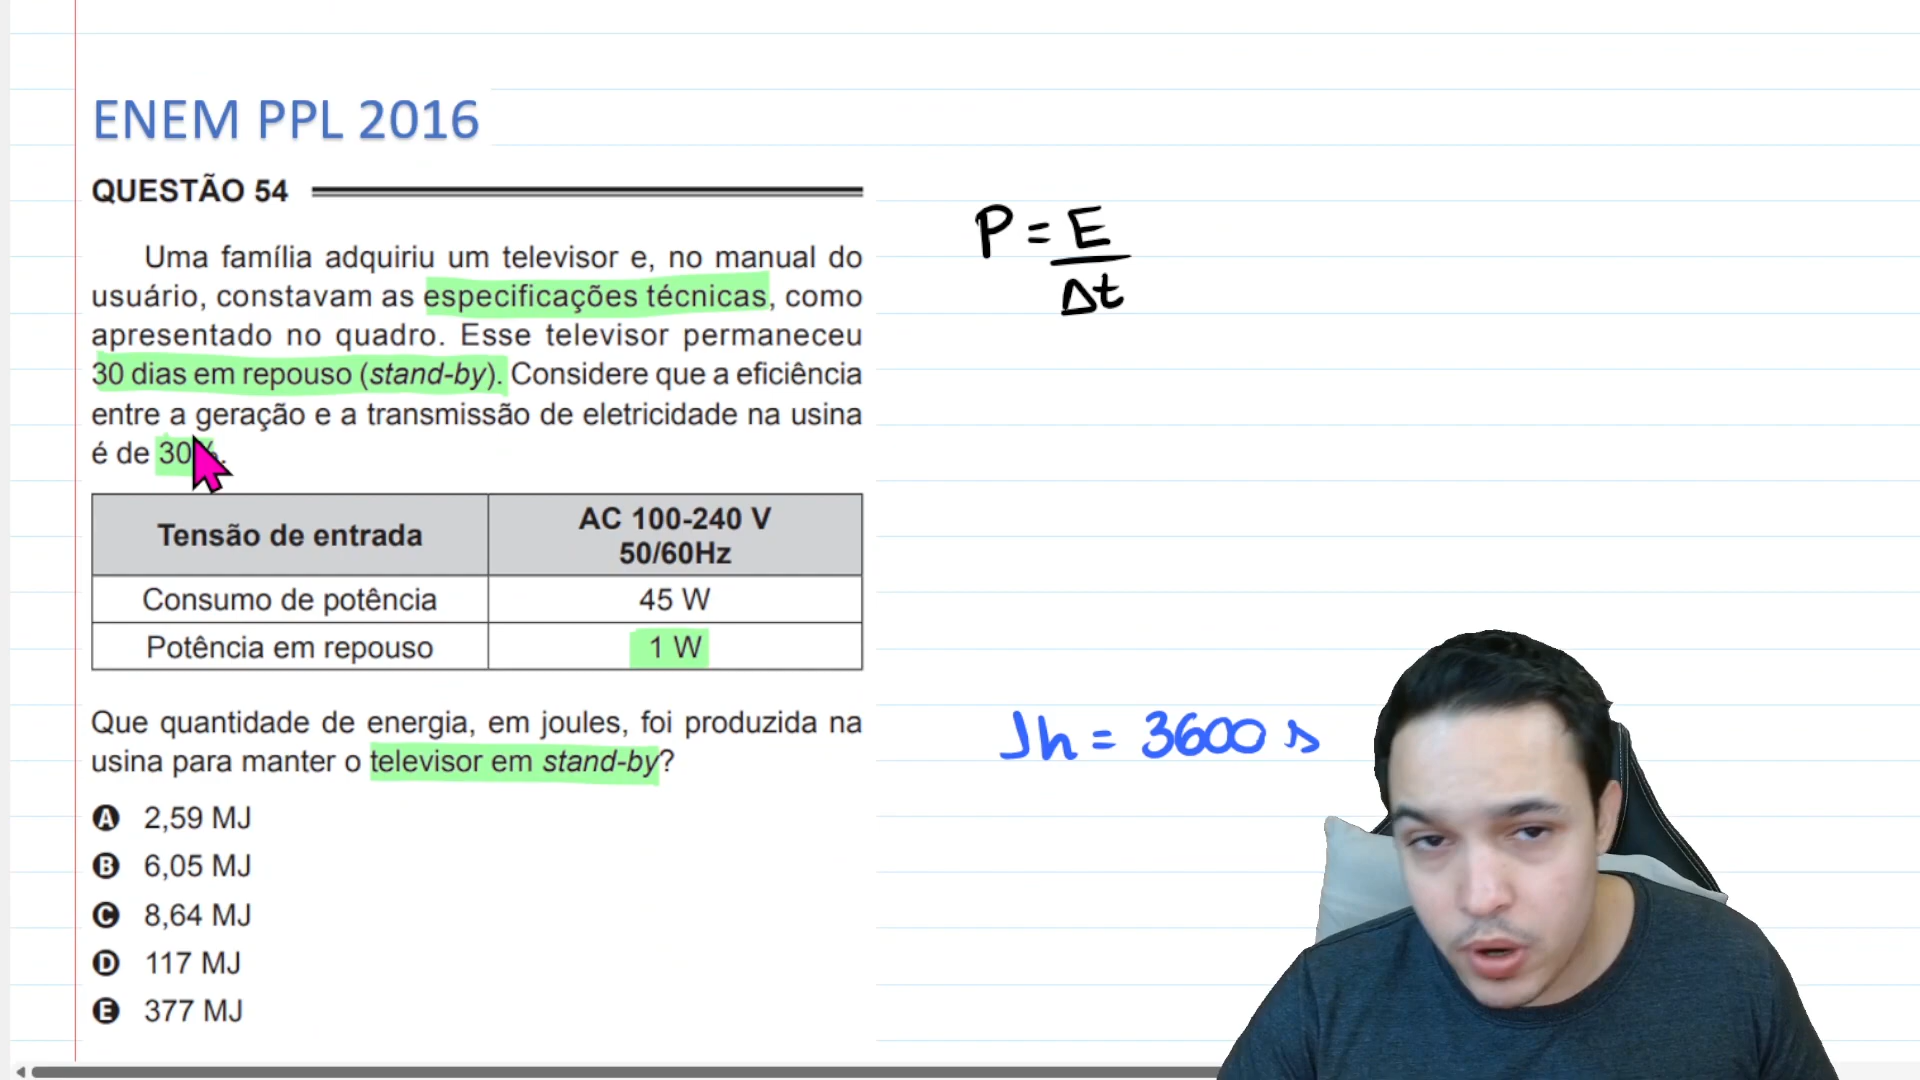 ENEM PPL 2016
QUESTÃO 54
Uma família adquiriu um televisor e, no manual do
usuário, constavam as especificações técnicas, como
apresentado no quadro. Esse televisor permaneceu
30 dias em repouso (stand-by). Considere que a eficiência
entre a geração e a transmissão de eletricidade na usina
é de 30%.
Tensão de entrada
AC 100-240 V
50/60Hz
Consumo de potência
45 W
Potência em repouso
1 W
Que quantidade de energia, em joules, foi produzida na
usina para manter o televisor em stand-by?
A 2,59 MJ
B 6,05 MJ
C 8,64 MJ
D 117 MJ
E 377 MJ
P = E
Δt
1h = 3600 s